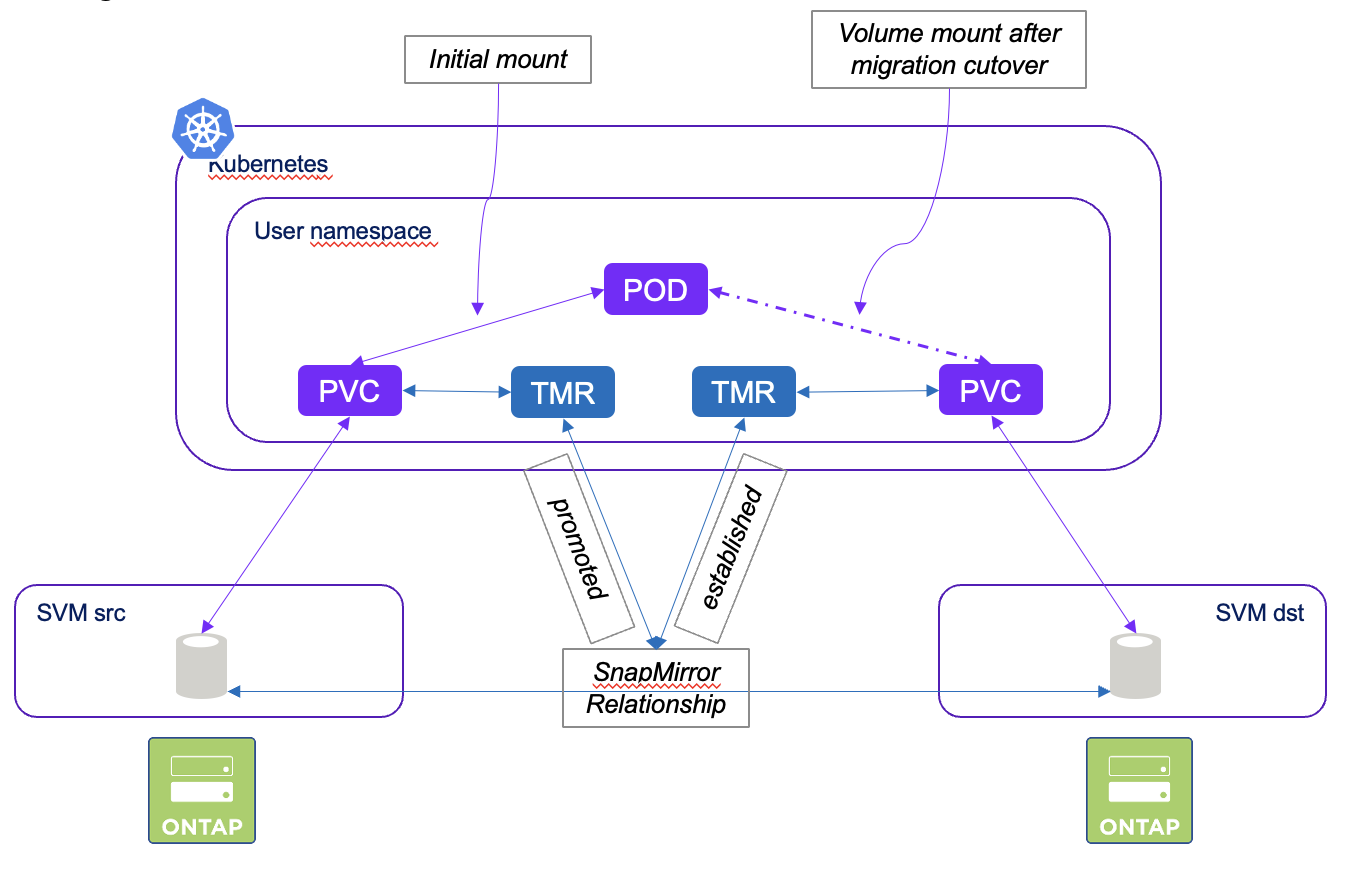 Initial mount
Volume mount after
migration cutover
Kubernetes
User namespace
POD
PVC
TMR
TMR
PVC
promoted
established
SVM src
SVM dst
SnapMirror
Relationship
ONTAP
ONTAP